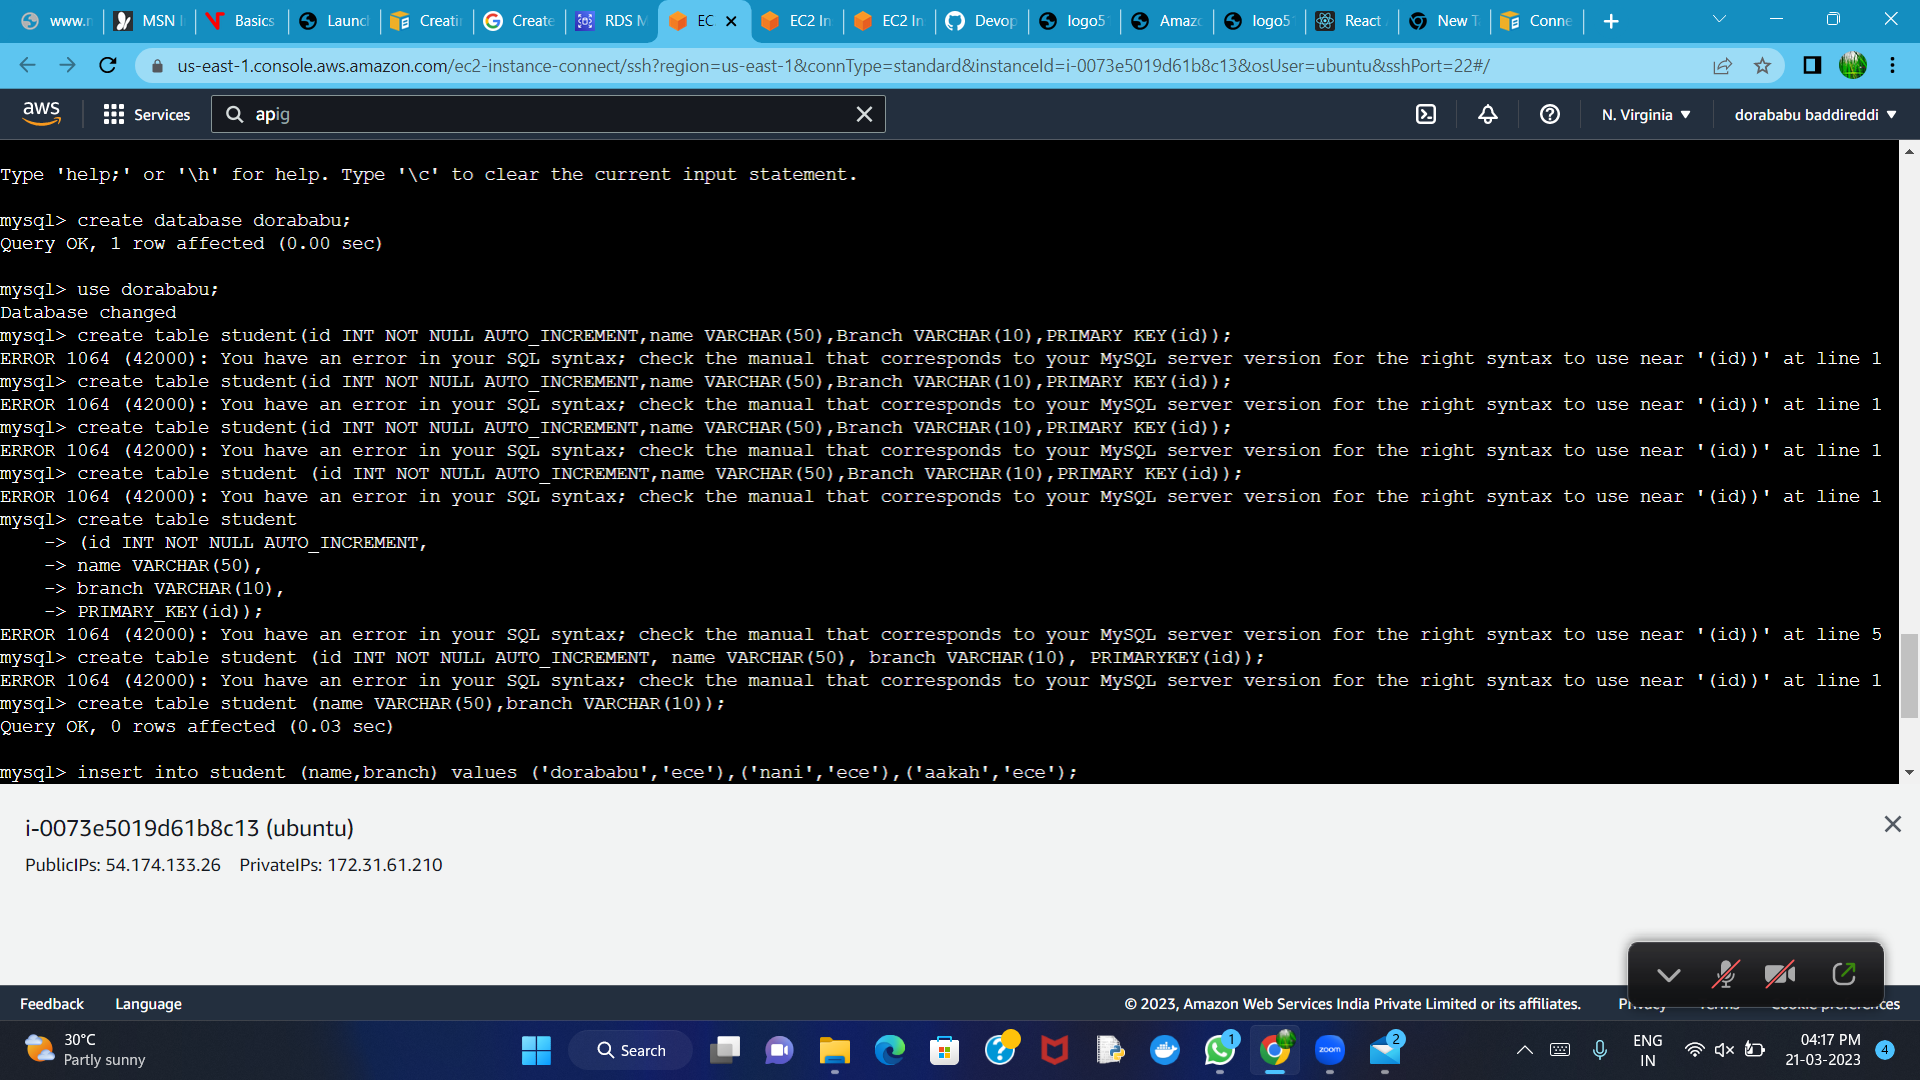 www.r
MSN I
Basics
Launc
Creatin
Create
RDS M
EC
EC2 In
EC2 In
Devop
logo5
Amazo
logo5
React
New T
Conne
us-east-1.console.aws.amazon.com/ec2-instance-connect/ssh?region=us-east-1&connType=standard&instanceId=i-0073e5019d61b8c13&osUser=ubuntu&sshPort=22#/
aws
Services
apig
N. Virginia
dorababu baddireddi
Type 'help;' or '\h' for help. Type '\c' to clear the current input statement.
mysql> create database dorababu;
Query OK, 1 row affected (0.00 sec)
mysql> use dorababu;
Database changed
mysql> create table student(id INT NOT NULL AUTO_INCREMENT,name VARCHAR(50),Branch VARCHAR(10),PRIMARY KEY(id));
ERROR 1064 (42000): You have an error in your SQL syntax; check the manual that corresponds to your MySQL server version for the right syntax to use near '(id))' at line 1
mysql> create table student(id INT NOT NULL AUTO_INCREMENT,name VARCHAR(50),Branch VARCHAR(10),PRIMARY KEY(id));
ERROR 1064 (42000): You have an error in your SQL syntax; check the manual that corresponds to your MySQL server version for the right syntax to use near '(id))' at line 1
mysql> create table student(id INT NOT NULL AUTO_INCREMENT,name VARCHAR(50),Branch VARCHAR(10),PRIMARY KEY(id));
ERROR 1064 (42000): You have an error in your SQL syntax; check the manual that corresponds to your MySQL server version for the right syntax to use near '(id))' at line 1
mysql> create table student (id INT NOT NULL AUTO_INCREMENT,name VARCHAR(50),Branch VARCHAR(10),PRIMARY KEY(id));
ERROR 1064 (42000): You have an error in your SQL syntax; check the manual that corresponds to your MySQL server version for the right syntax to use near '(id))' at line 1
mysql> create table student
-> (id INT NOT NULL AUTO_INCREMENT,
-> name VARCHAR(50),
-> branch VARCHAR(10),
-> PRIMARY_KEY(id));
ERROR 1064 (42000): You have an error in your SQL syntax; check the manual that corresponds to your MySQL server version for the right syntax to use near '(id))' at line 5
mysql> create table student (id INT NOT NULL AUTO_INCREMENT, name VARCHAR(50), branch VARCHAR(10), PRIMARYKEY(id));
ERROR 1064 (42000): You have an error in your SQL syntax; check the manual that corresponds to your MySQL server version for the right syntax to use near '(id))' at line 1
mysql> create table student (name VARCHAR(50),branch VARCHAR(10));
Query OK, 0 rows affected (0.03 sec)
mysql> insert into student (name,branch) values ('dorababu','ece'),('nani','ece'),('aakah','ece');
i-0073e5019d61b8c13 (ubuntu)
PublicIPs: 54.174.133.26 PrivateIPs: 172.31.61.210
Feedback
Language
© 2023, Amazon Web Services India Private Limited or its affiliates.
Privacy
Terms
Cookie preferences
30°C
Partly sunny
Search
zoom
1
2
ENG
IN
04:17 PM
21-03-2023
4